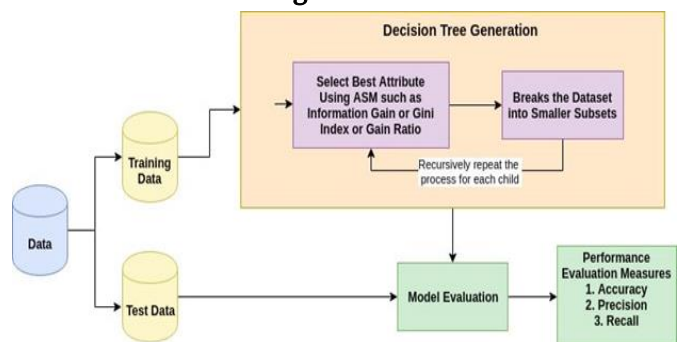 Decision Tree Generation
Select Best Attribute
Using ASM such as
Information Gain or Gini
Index or Gain Ratio
Breaks the Dataset
into Smaller Subsets
Recursively repeat the
process for each child
Training
Data
Data
Test Data
Model Evaluation
Performance
Evaluation Measures
1. Accuracy
2. Precision
3. Recall